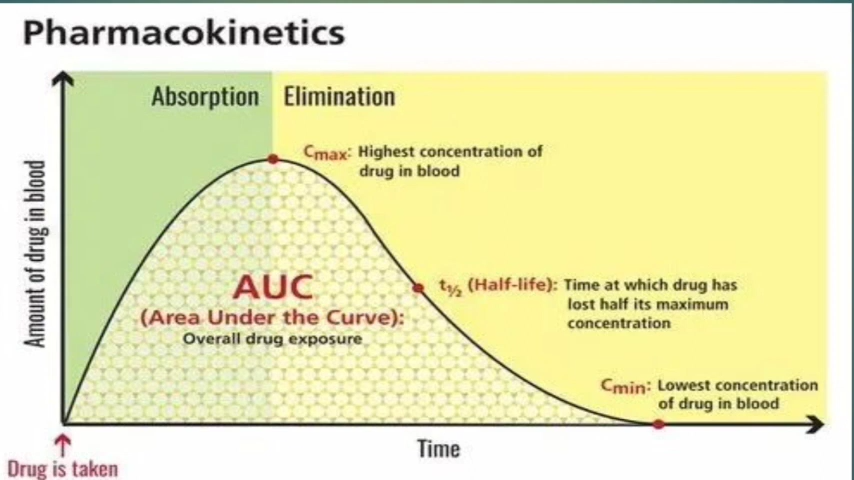 Pharmacokinetics
Absorption
Elimination
Cmax: Highest concentration of
drug in blood
Amount of drug in blood
t½ (Half-life): Time at which drug has
lost half its maximum
concentration
AUC
(Area Under the Curve):
Overall drug exposure
Cmin: Lowest concentration
of drug in blood
Time
Drug is taken